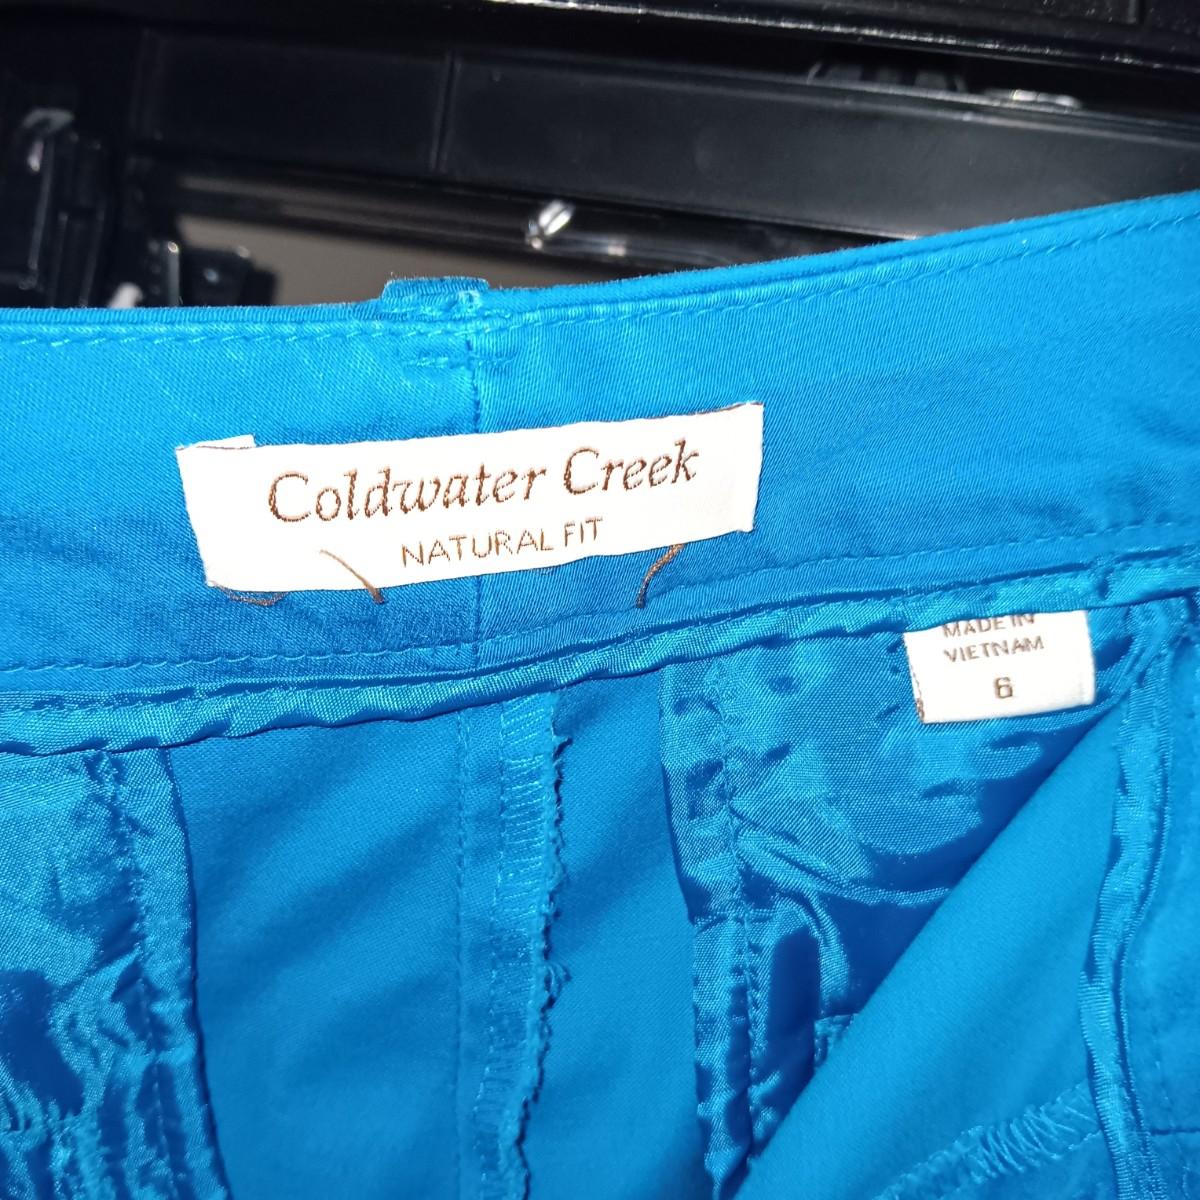 Coldwater Creek
NATURAL FIT
MADE IN
VIETNAM
6